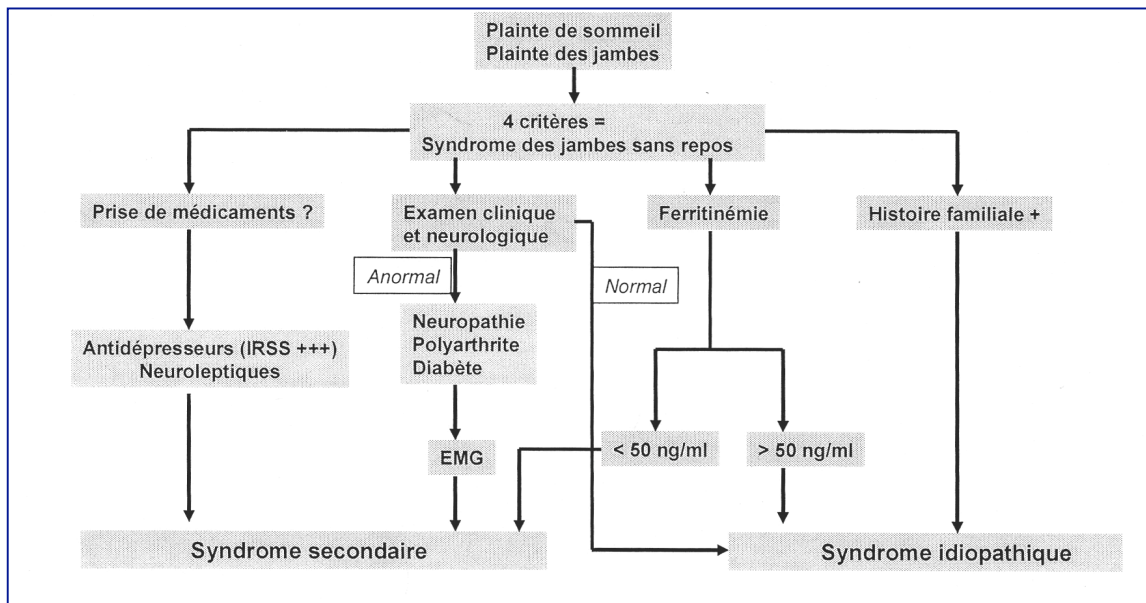 Plainte de sommeil
Plainte des jambes
4 critères =
Syndrome des jambes sans repos
Prise de médicaments ?
Examen clinique
et neurologique
Ferritinémie
Histoire familiale +
Anormal
Normal
Neuropathie
Polyarthrite
Diabète
Antidépresseurs (IRSS +++)
Neuroleptiques
EMG
< 50 ng/ml
> 50 ng/ml
Syndrome secondaire
Syndrome idiopathique